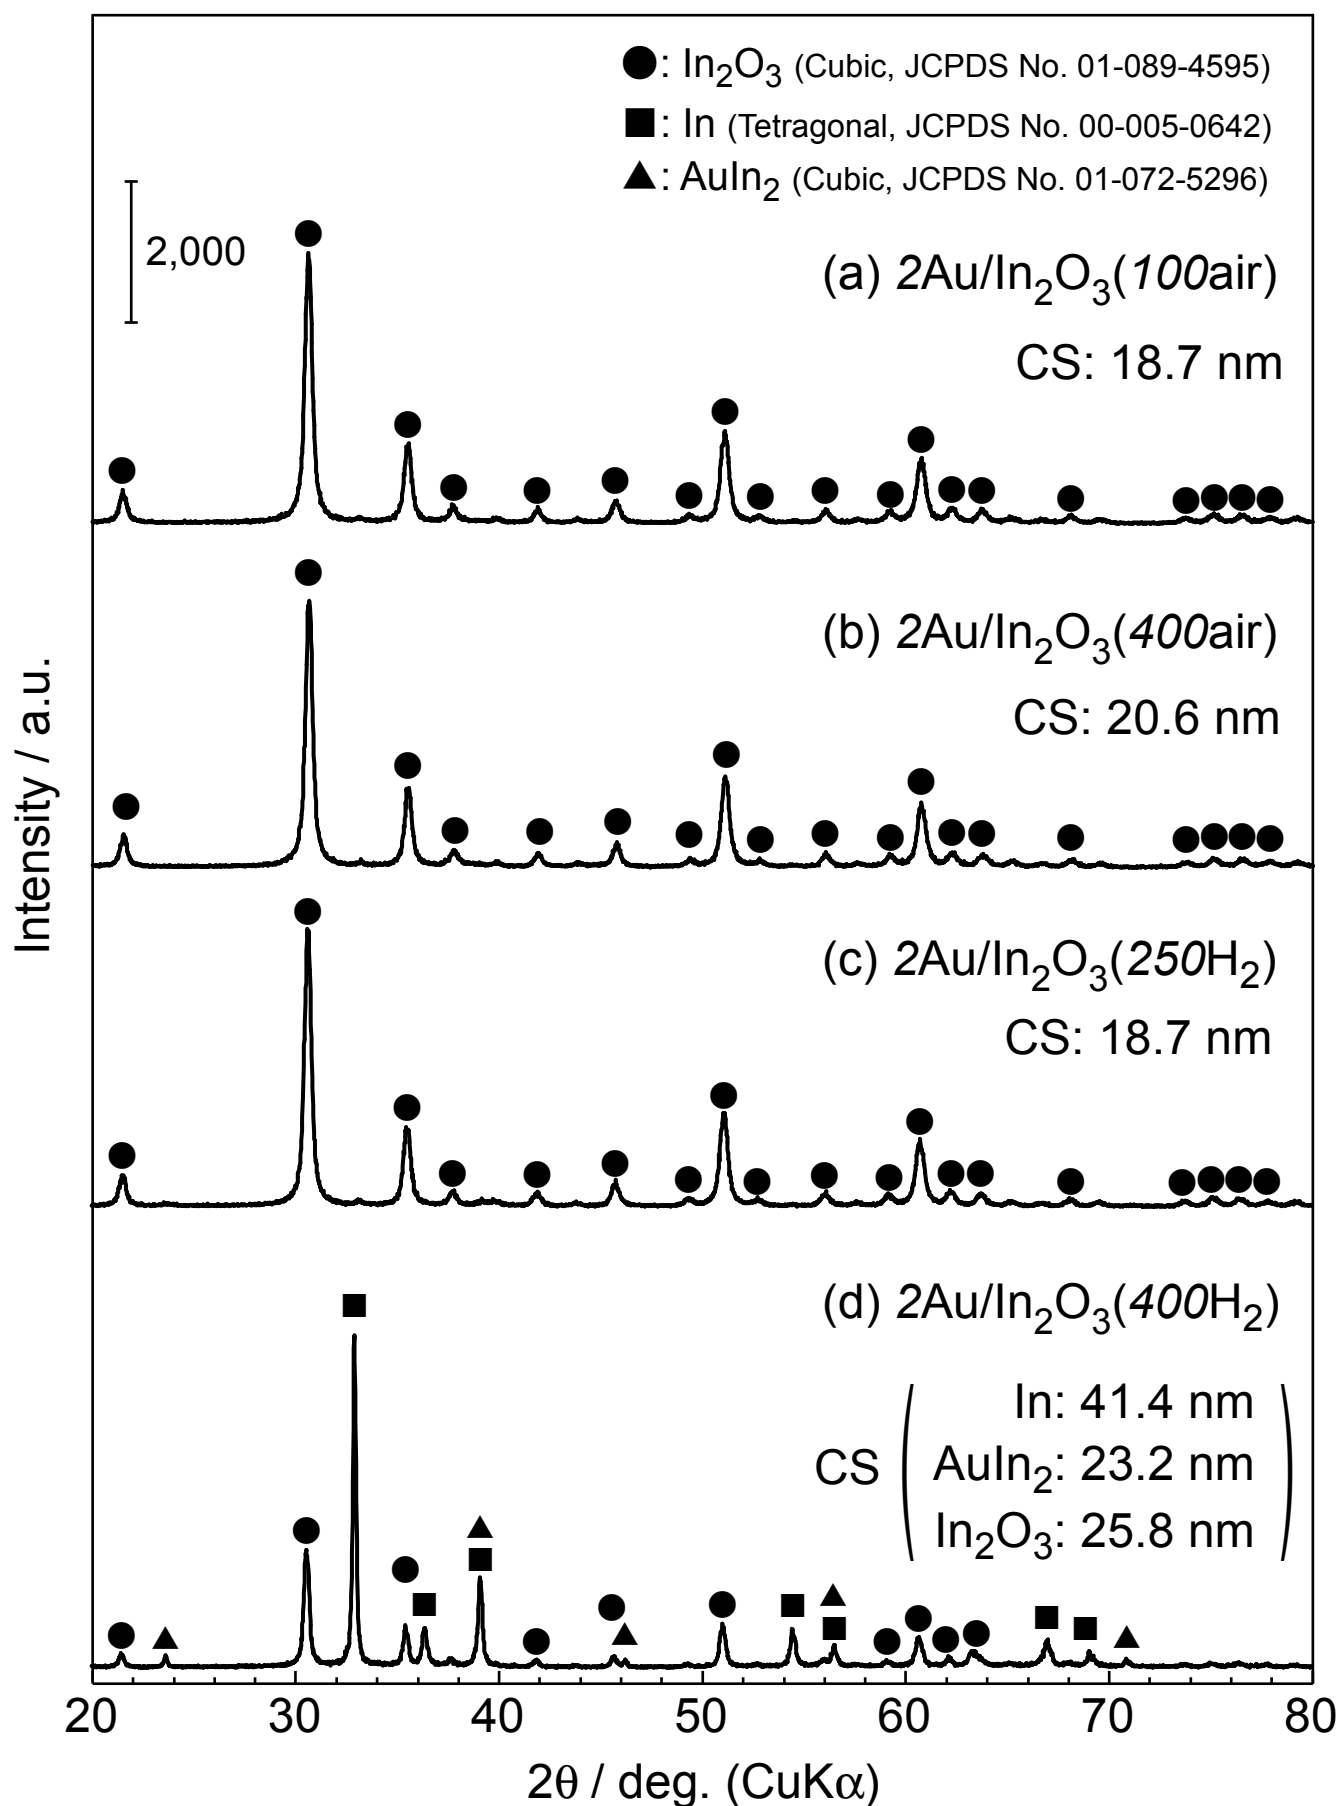 ●: In₂O₃ (Cubic, JCPDS No. 01-089-4595)
■: In (Tetragonal, JCPDS No. 00-005-0642)
▲: AuIn₂ (Cubic, JCPDS No. 01-072-5296)
2,000
(a) 2Au/In₂O₃(100air)
CS: 18.7 nm
(b) 2Au/In₂O₃(400air)
CS: 20.6 nm
Intensity / a.u.
(c) 2Au/In₂O₃(250H₂)
CS: 18.7 nm
(d) 2Au/In₂O₃(400H₂)
In: 41.4 nm
CS ( AuIn₂: 23.2 nm )
In₂O₃: 25.8 nm
20 30 40 50 60 70 80
2θ / deg. (CuKα)